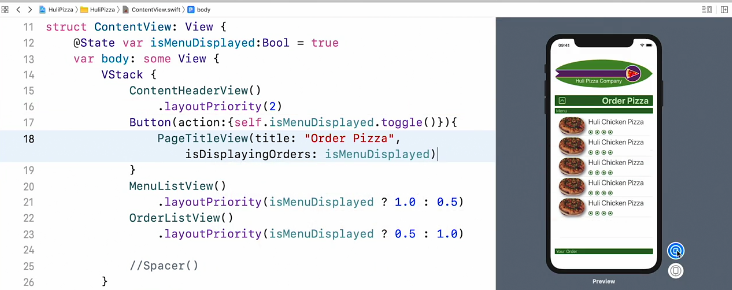 HuliPizza > HuliPizza > ContentView.swift > body
11 struct ContentView: View {
12 @State var isMenuDisplayed:Bool = true
13 var body: some View {
14 VStack {
15 ContentHeaderView()
16 .layoutPriority(2)
17 Button(action:{self.isMenuDisplayed.toggle()}){
18 PageTitleView(title: "Order Pizza",
isDisplayingOrders: isMenuDisplayed)
19 }
20 MenuListView()
21 .layoutPriority(isMenuDisplayed ? 1.0 : 0.5)
22 OrderListView()
23 .layoutPriority(isMenuDisplayed ? 0.5 : 1.0)
24
25 //Spacer()
26 }
09:41
Huli Pizza Company
Order Pizza
Menu
Huli Chicken Pizza
Huli Chicken Pizza
Huli Chicken Pizza
Huli Chicken Pizza
Huli Chicken Pizza
Your Order
Preview